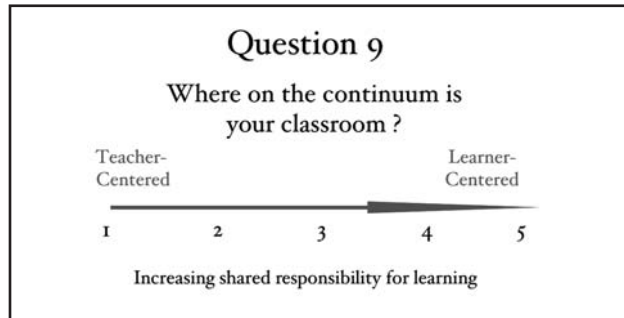 Question 9
Where on the continuum is
your classroom ?
Teacher-
Centered
Learner-
Centered
1 2 3 4 5
Increasing shared responsibility for learning